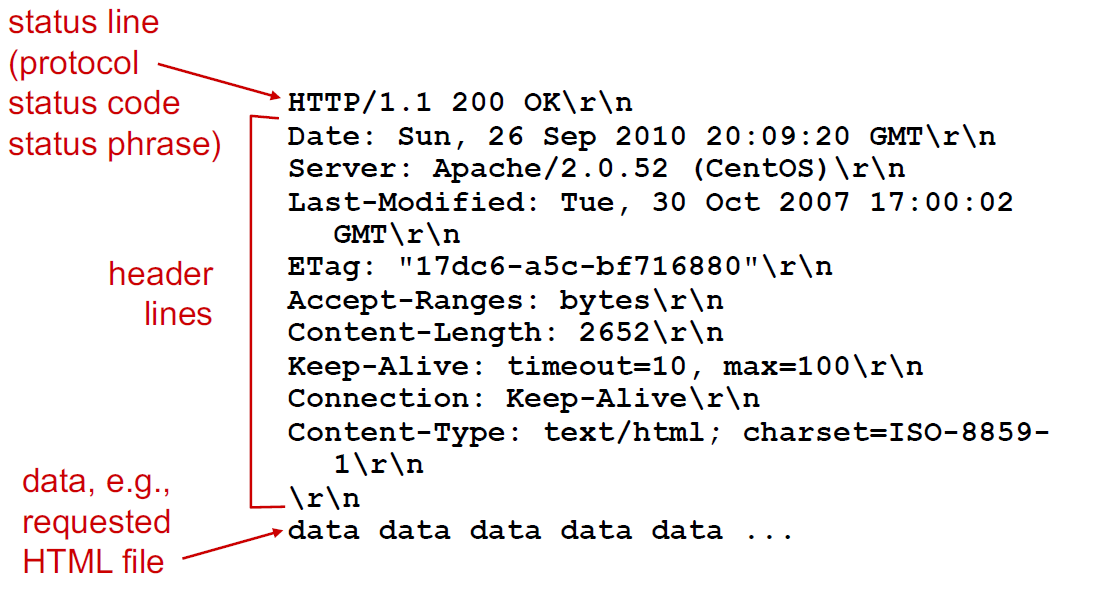 status line
(protocol
status code
status phrase)
HTTP/1.1 200 OK\r\n
Date: Sun, 26 Sep 2010 20:09:20 GMT\r\n
Server: Apache/2.0.52 (CentOS)\r\n
Last-Modified: Tue, 30 Oct 2007 17:00:02
GMT\r\n
ETag: "17dc6-a5c-bf716880"\r\n
Accept-Ranges: bytes\r\n
Content-Length: 2652\r\n
Keep-Alive: timeout=10, max=100\r\n
Connection: Keep-Alive\r\n
Content-Type: text/html; charset=ISO-8859-
1\r\n
\r\n
data data data data data ...
header
lines
data, e.g.,
requested
HTML file